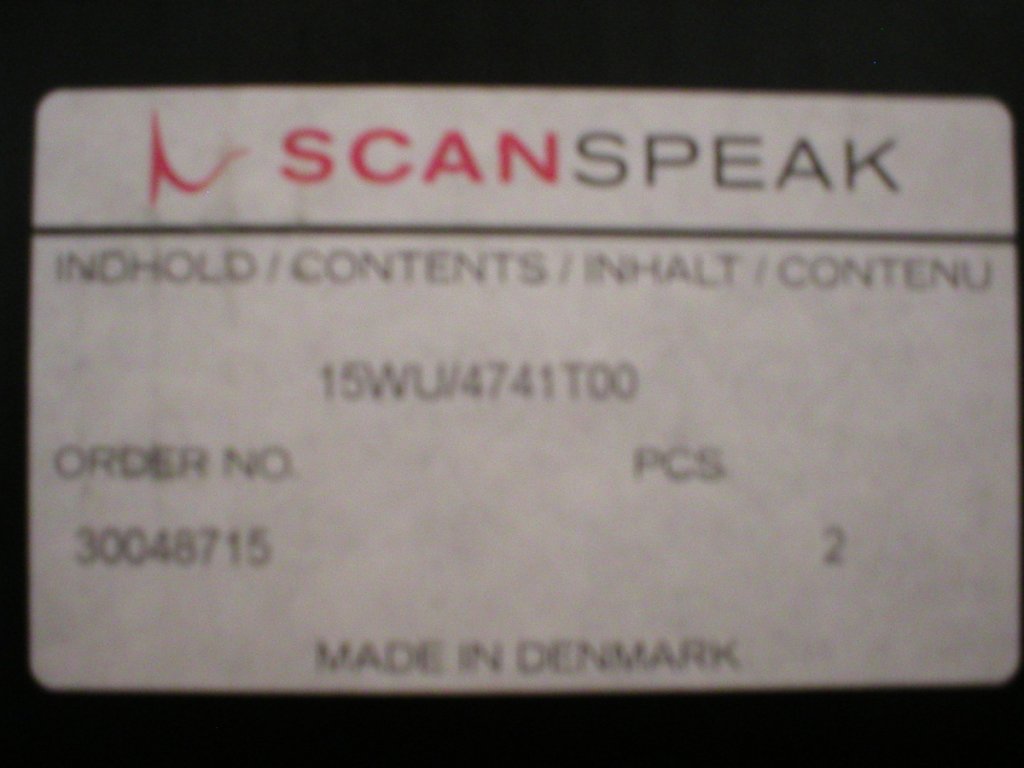 SCANSPEAK
INDHOLD / CONTENTS / INHALT / CONTENU
15WU/4741T00
ORDER NO. PCS.
30048715 2
MADE IN DENMARK